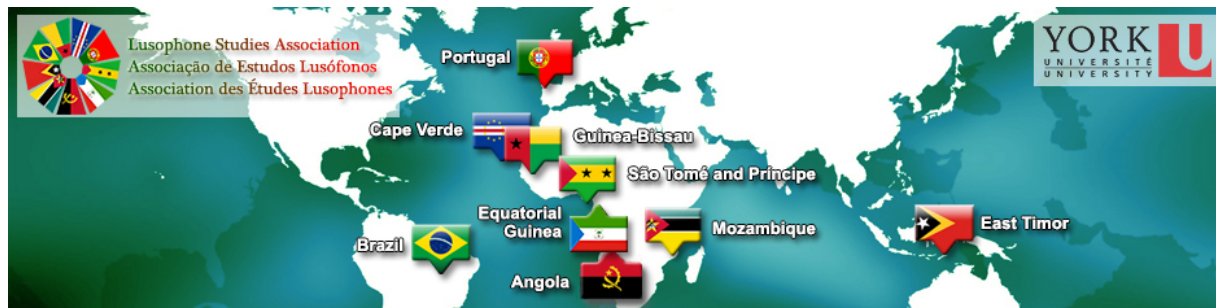 Lusophone Studies Association
Associação de Estudos Lusófonos
Association des Études Lusophones
YORK U
UNIVERSITÉ
UNIVERSITY
Portugal
Cape Verde
Guinea-Bissau
São Tomé and Príncipe
Equatorial
Guinea
Mozambique
East Timor
Brazil
Angola